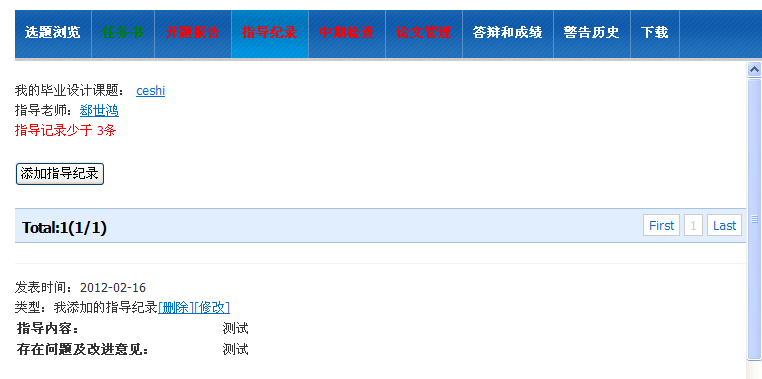 选题浏览 任务书 开题报告 指导纪录 中期检查 论文管理 答辩和成绩 警告历史 下载
我的毕业设计课题： ceshi
指导老师：郄世鸿
指导记录少于 3条
添加指导纪录
Total:1(1/1) First 1 Last
发表时间：2012-02-16
类型：我添加的指导纪录[删除][修改]
指导内容： 测试
存在问题及改进意见： 测试